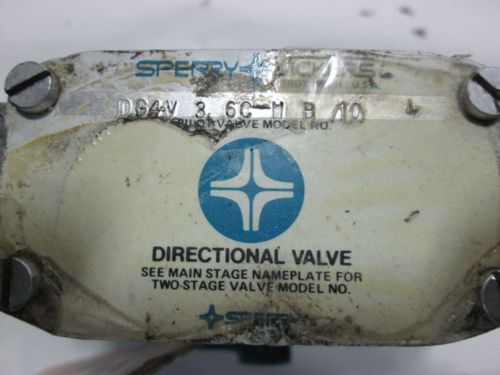 SPERRY VICKERS
U.S.A.
DG4V 3 6C M B 10
PILOT VALVE MODEL NO.
DIRECTIONAL VALVE
SEE MAIN STAGE NAMEPLATE FOR
TWO-STAGE VALVE MODEL NO.
SPERRY